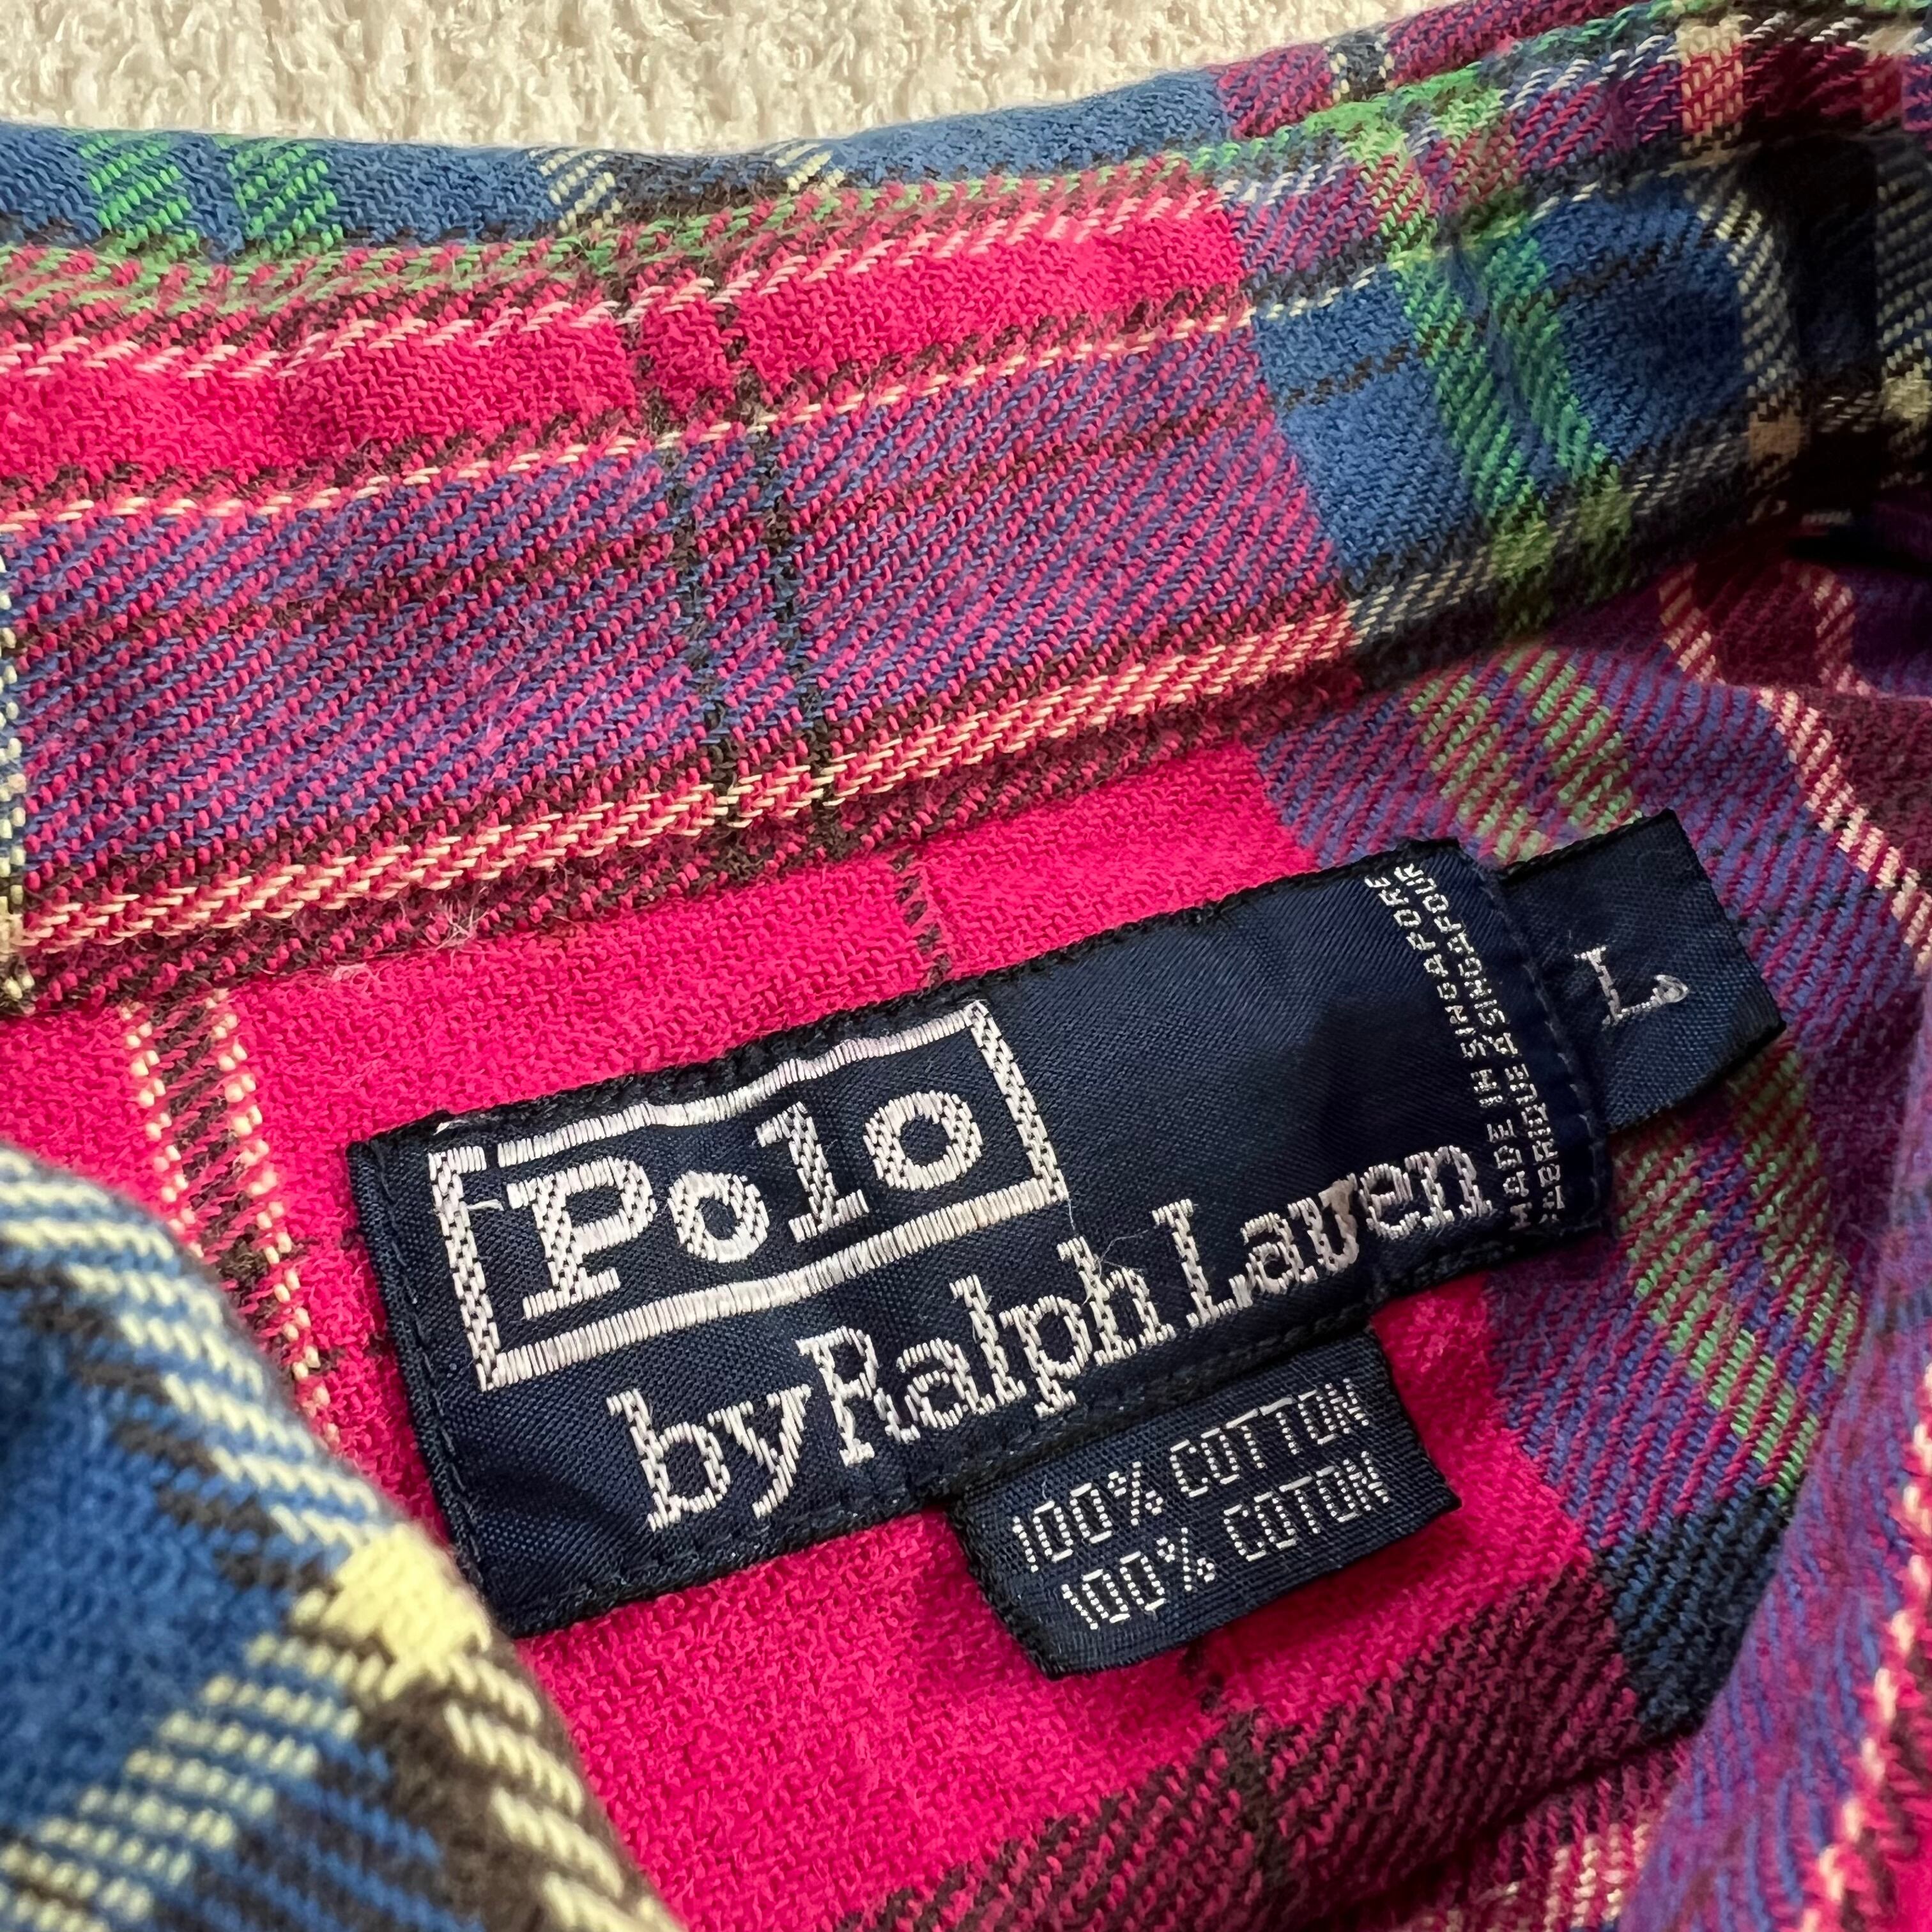 Polo
by Ralph Lauren
MADE IN SINGAPORE
FABRIQUE A SINGAPOUR
L
100% COTTON
100% COTON